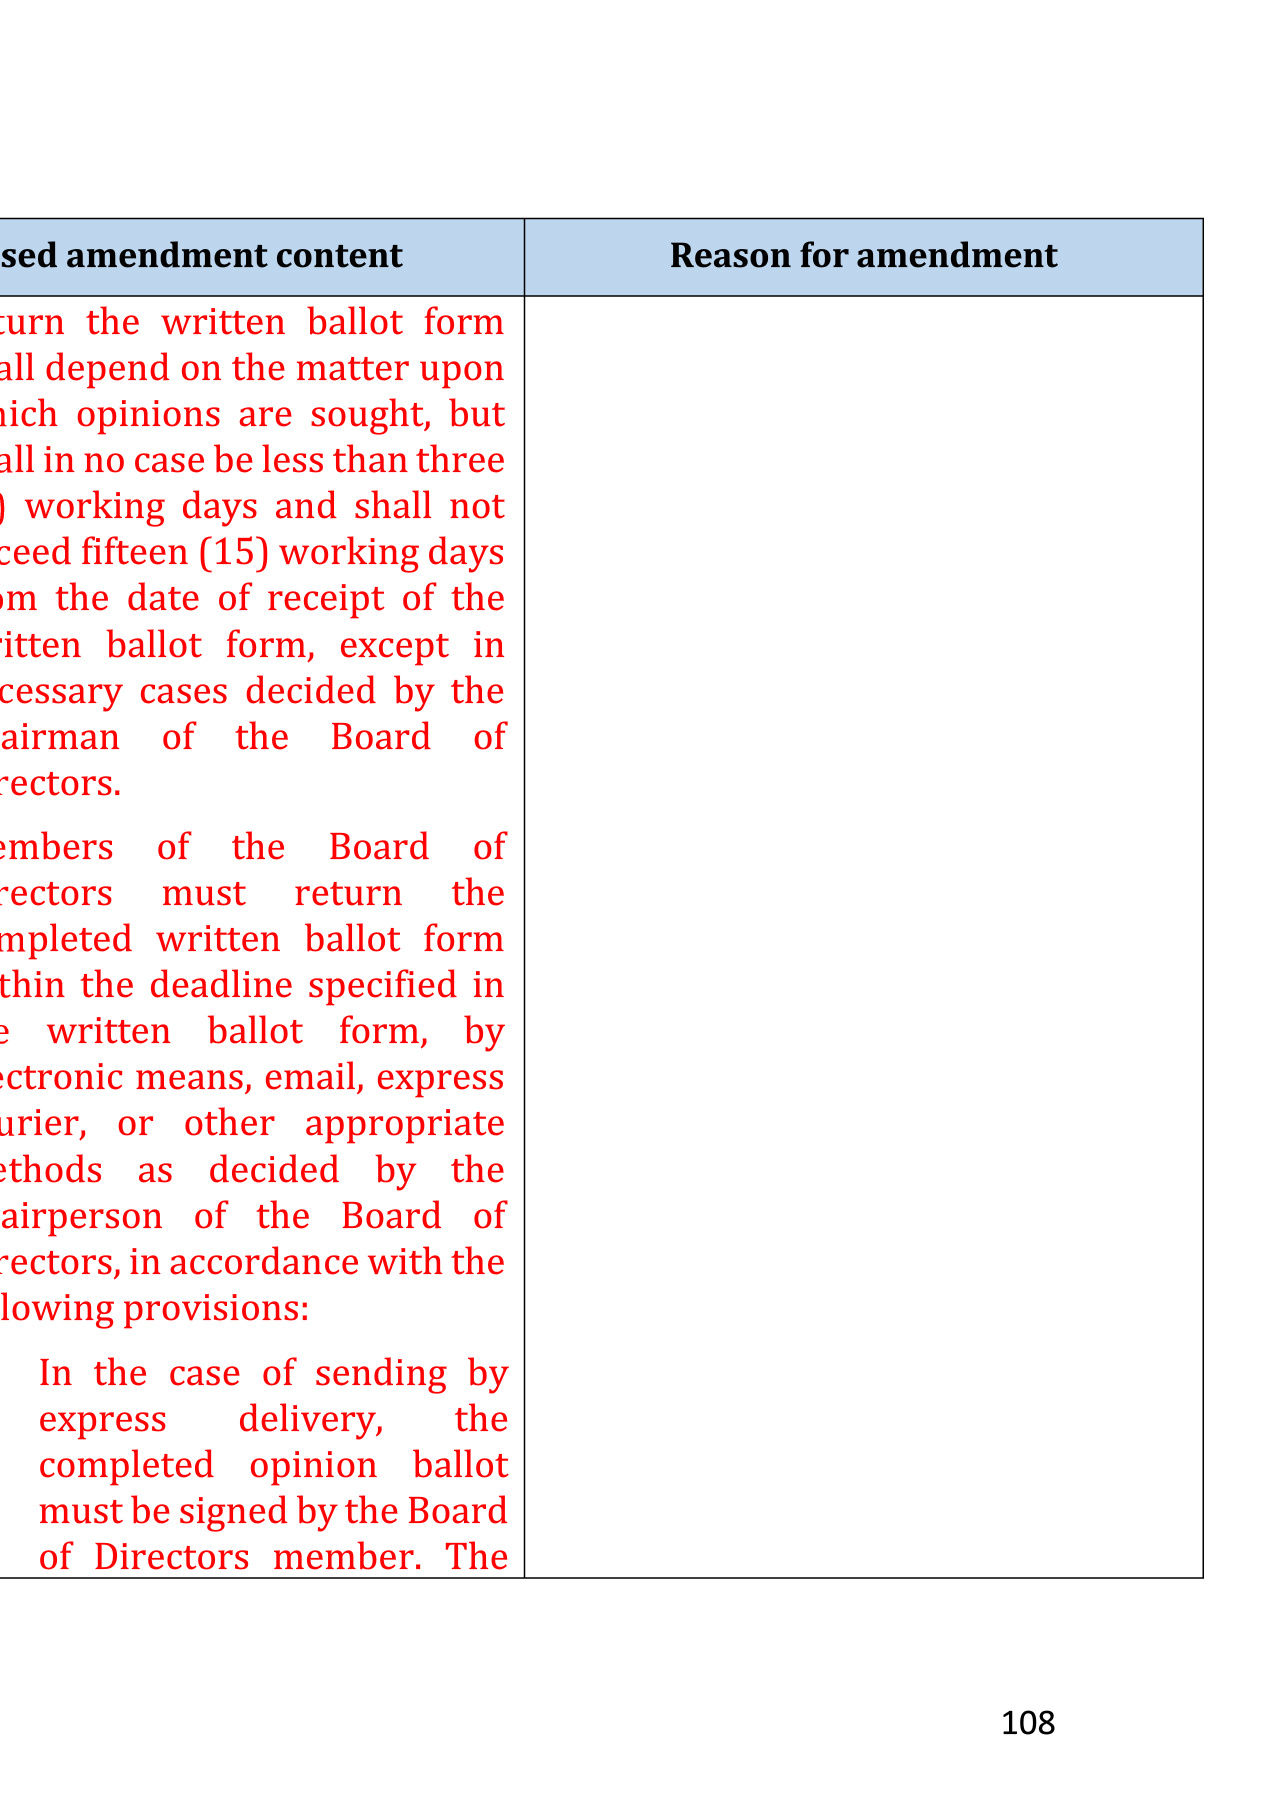 sed amendment content
Reason for amendment
turn the written ballot form
all depend on the matter upon
hich opinions are sought, but
all in no case be less than three
) working days and shall not
ceed fifteen (15) working days
om the date of receipt of the
ritten ballot form, except in
cessary cases decided by the
airman of the Board of
rectors.
embers of the Board of
rectors must return the
mpleted written ballot form
thin the deadline specified in
e written ballot form, by
ectronic means, email, express
urier, or other appropriate
ethods as decided by the
airperson of the Board of
rectors, in accordance with the
lowing provisions:
In the case of sending by
express delivery, the
completed opinion ballot
must be signed by the Board
of Directors member. The
108